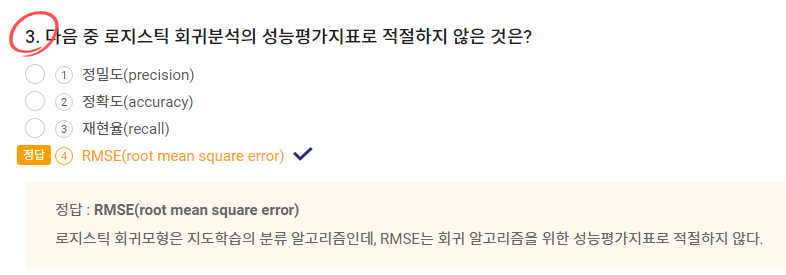 3. 다음 중 로지스틱 회귀분석의 성능평가지표로 적절하지 않은 것은?
1 정밀도(precision)
2 정확도(accuracy)
3 재현율(recall)
정답 4 RMSE(root mean square error)
정답 : RMSE(root mean square error)
로지스틱 회귀모형은 지도학습의 분류 알고리즘인데, RMSE는 회귀 알고리즘을 위한 성능평가지표로 적절하지 않다.